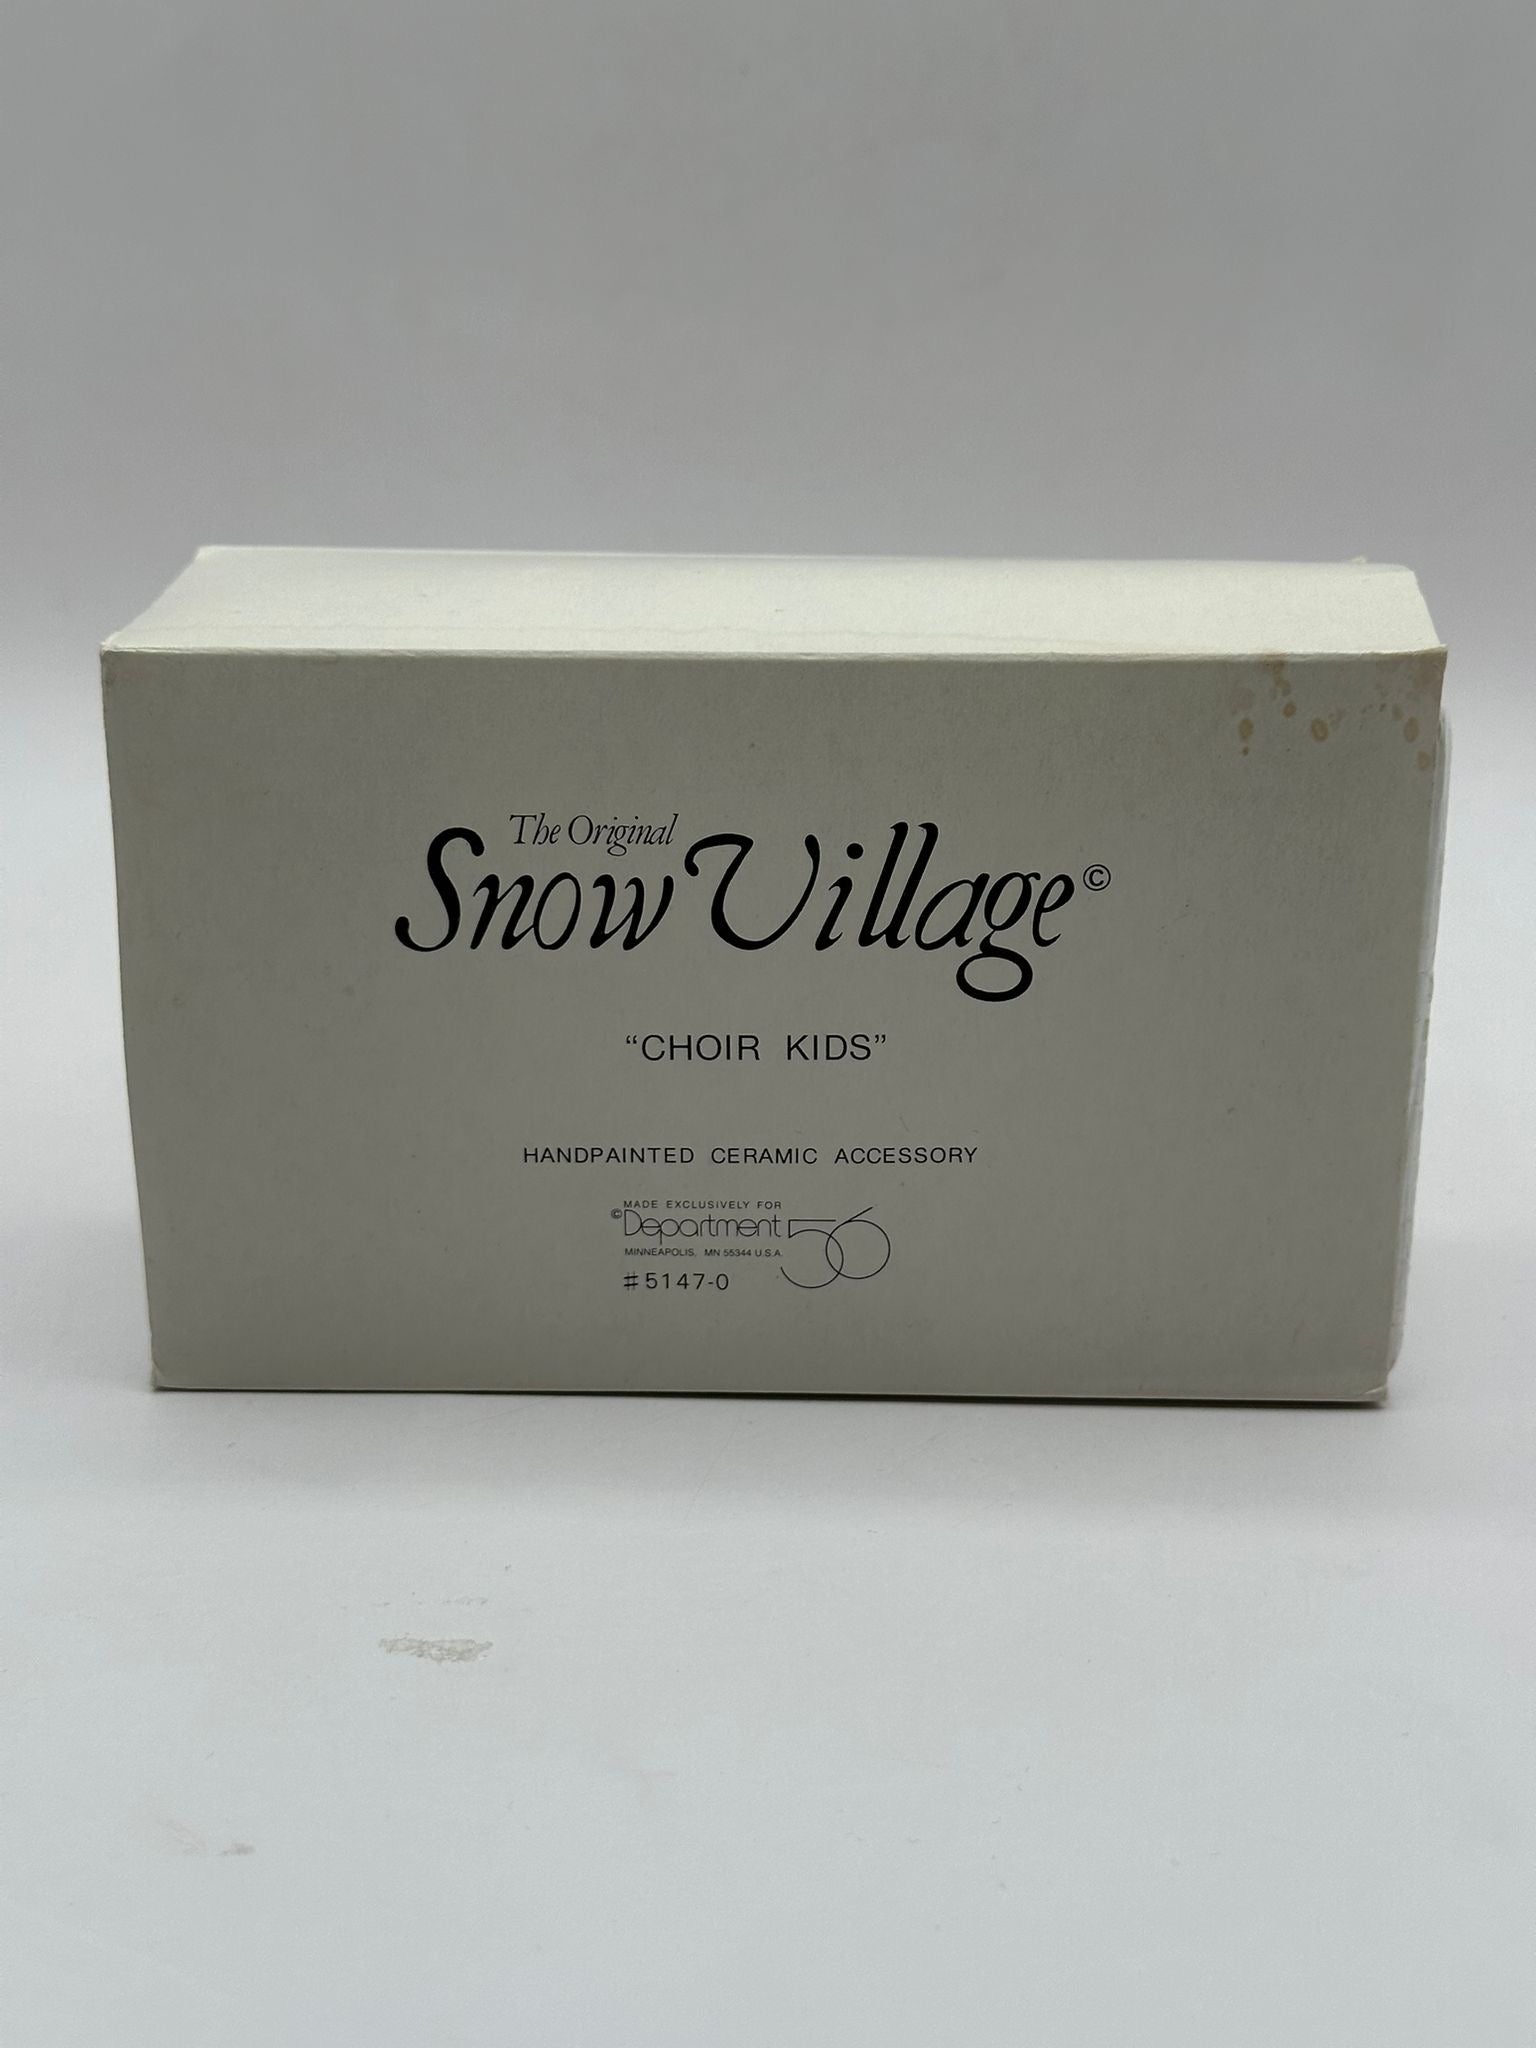 The Original
Snow Village©
“CHOIR KIDS”
HANDPAINTED CERAMIC ACCESSORY
MADE EXCLUSIVELY FOR
©Department 56
MINNEAPOLIS, MN 55344 U.S.A.
#5147-0